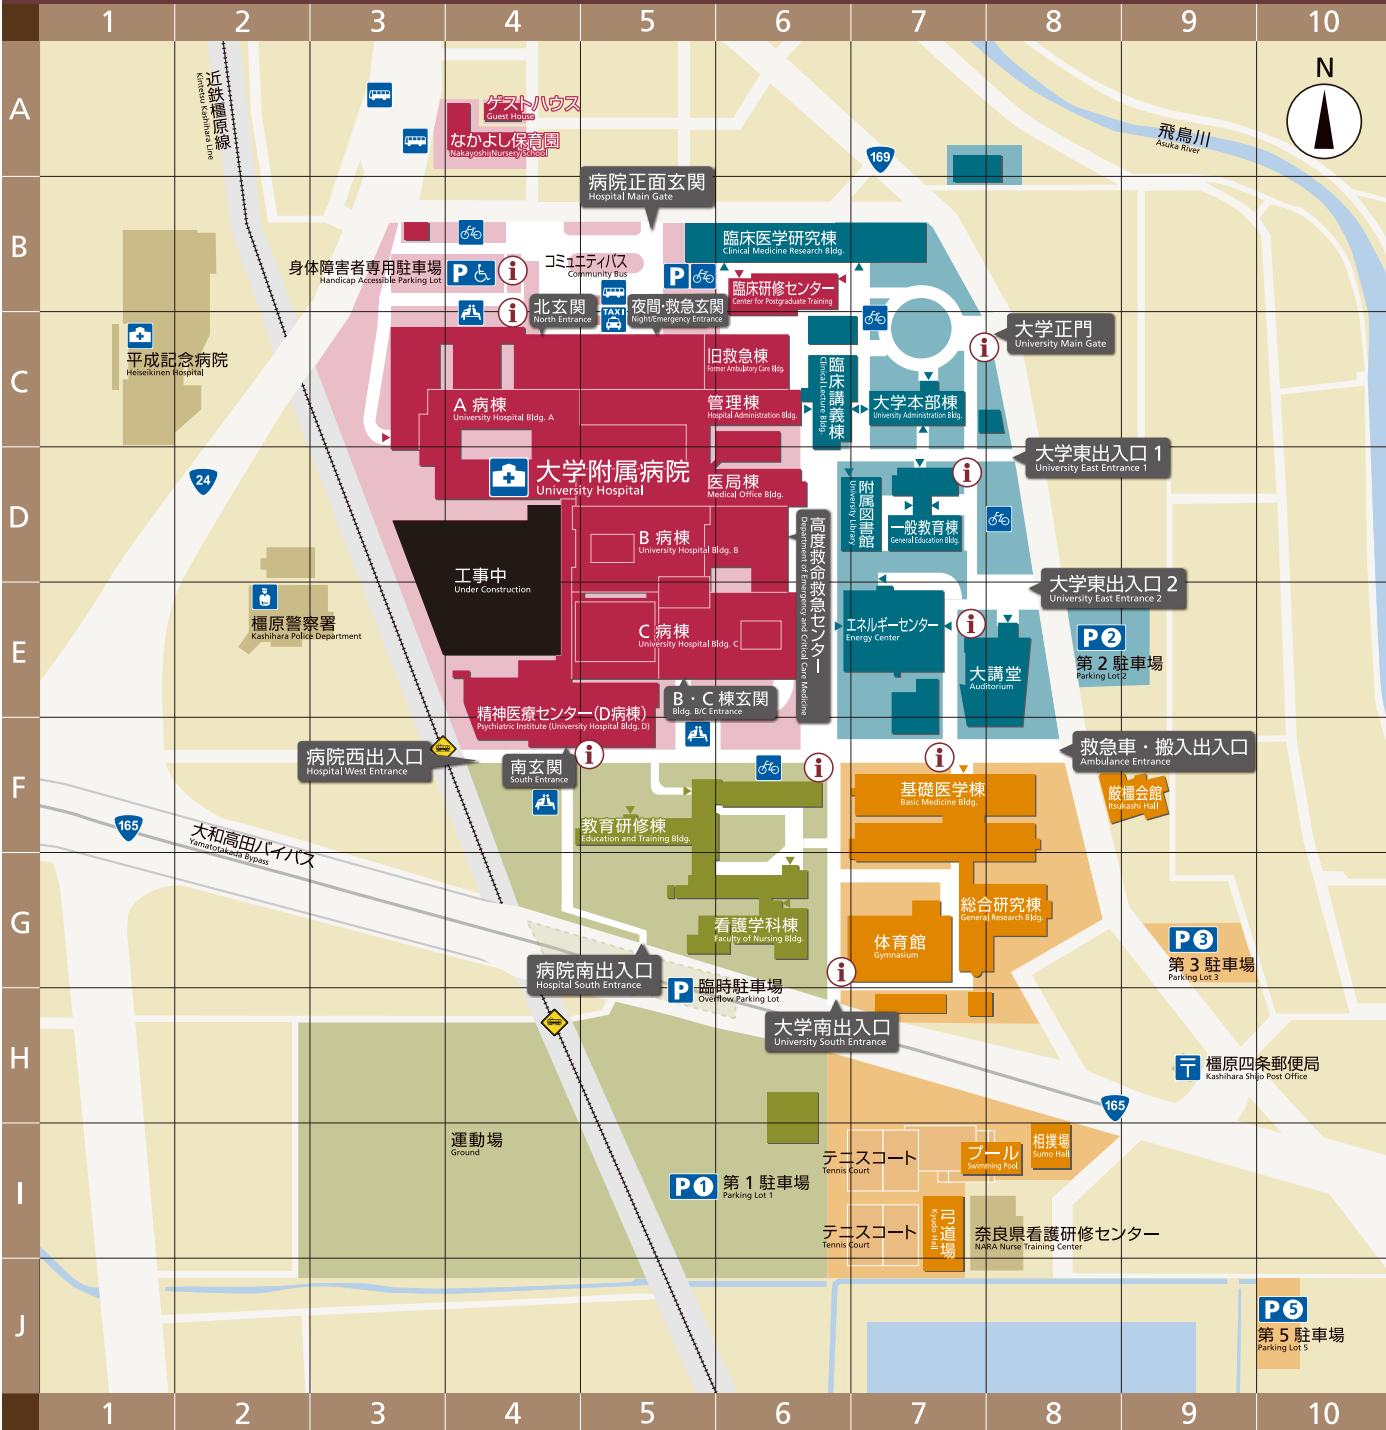 1 2 3 4 5 6 7 8 9 10
A
B
C
D
E
F
G
H
I
J
N
近鉄橿原線
Kintetsu Kashihara Line
ゲストハウス
Guest House
なかよし保育園
Nakayoshi Nursery School
169
飛鳥川
Asuka River
病院正面玄関
Hospital Main Gate
臨床医学研究棟
Clinical Medicine Research Bldg.
身体障害者専用駐車場
Handicap Accessible Parking Lot
P
i
コミュニティバス
Community Bus
P
臨床研修センター
Center for Postgraduate Training
i
北玄関
North Entrance
TAXI
夜間・救急玄関
Night/Emergency Entrance
大学正門
University Main Gate
i
平成記念病院
Heiseikinen Hospital
旧救急棟
Former Ambulatory Care Bldg.
臨床講義棟
Clinical Lecture Bldg.
A 病棟
University Hospital Bldg. A
管理棟
Hospital Administration Bldg.
大学本部棟
University Administration Bldg.
大学東出入口 1
University East Entrance 1
24
大学附属病院
University Hospital
医局棟
Medical Office Bldg.
附属図書館
University Library
i
一般教育棟
General Education Bldg.
B 病棟
University Hospital Bldg. B
高度救命救急センター
Department of Emergency and Critical Care Medicine
工事中
Under Construction
大学東出入口 2
University East Entrance 2
橿原警察署
Kashihara Police Department
C 病棟
University Hospital Bldg. C
エネルギーセンター
Energy Center
i
大講堂
Auditorium
P2
第 2 駐車場
Parking Lot 2
B・C 棟玄関
Bldg. B/C Entrance
精神医療センター(D病棟)
Psychiatric Institute (University Hospital Bldg. D)
病院西出入口
Hospital West Entrance
南玄関
South Entrance
i
i
i
救急車・搬入出入口
Ambulance Entrance
基礎医学棟
Basic Medicine Bldg.
厳橿会館
Itsukashi Hall
165
大和高田バイパス
Yamatotakada Bypass
教育研修棟
Education and Training Bldg.
看護学科棟
Faculty of Nursing Bldg.
総合研究棟
General Research Bldg.
体育館
Gymnasium
P3
第 3 駐車場
Parking Lot 3
病院南出入口
Hospital South Entrance
i
P
臨時駐車場
Overflow Parking Lot
大学南出入口
University South Entrance
橿原四条郵便局
Kashihara Shijo Post Office
165
運動場
Ground
テニスコート
Tennis Court
プール
Swimming Pool
相撲場
Sumo Hall
P1
第 1 駐車場
Parking Lot 1
テニスコート
Tennis Court
弓道場
Kyudo Hall
奈良県看護研修センター
NARA Nurse Training Center
P5
第 5 駐車場
Parking Lot 5
1 2 3 4 5 6 7 8 9 10